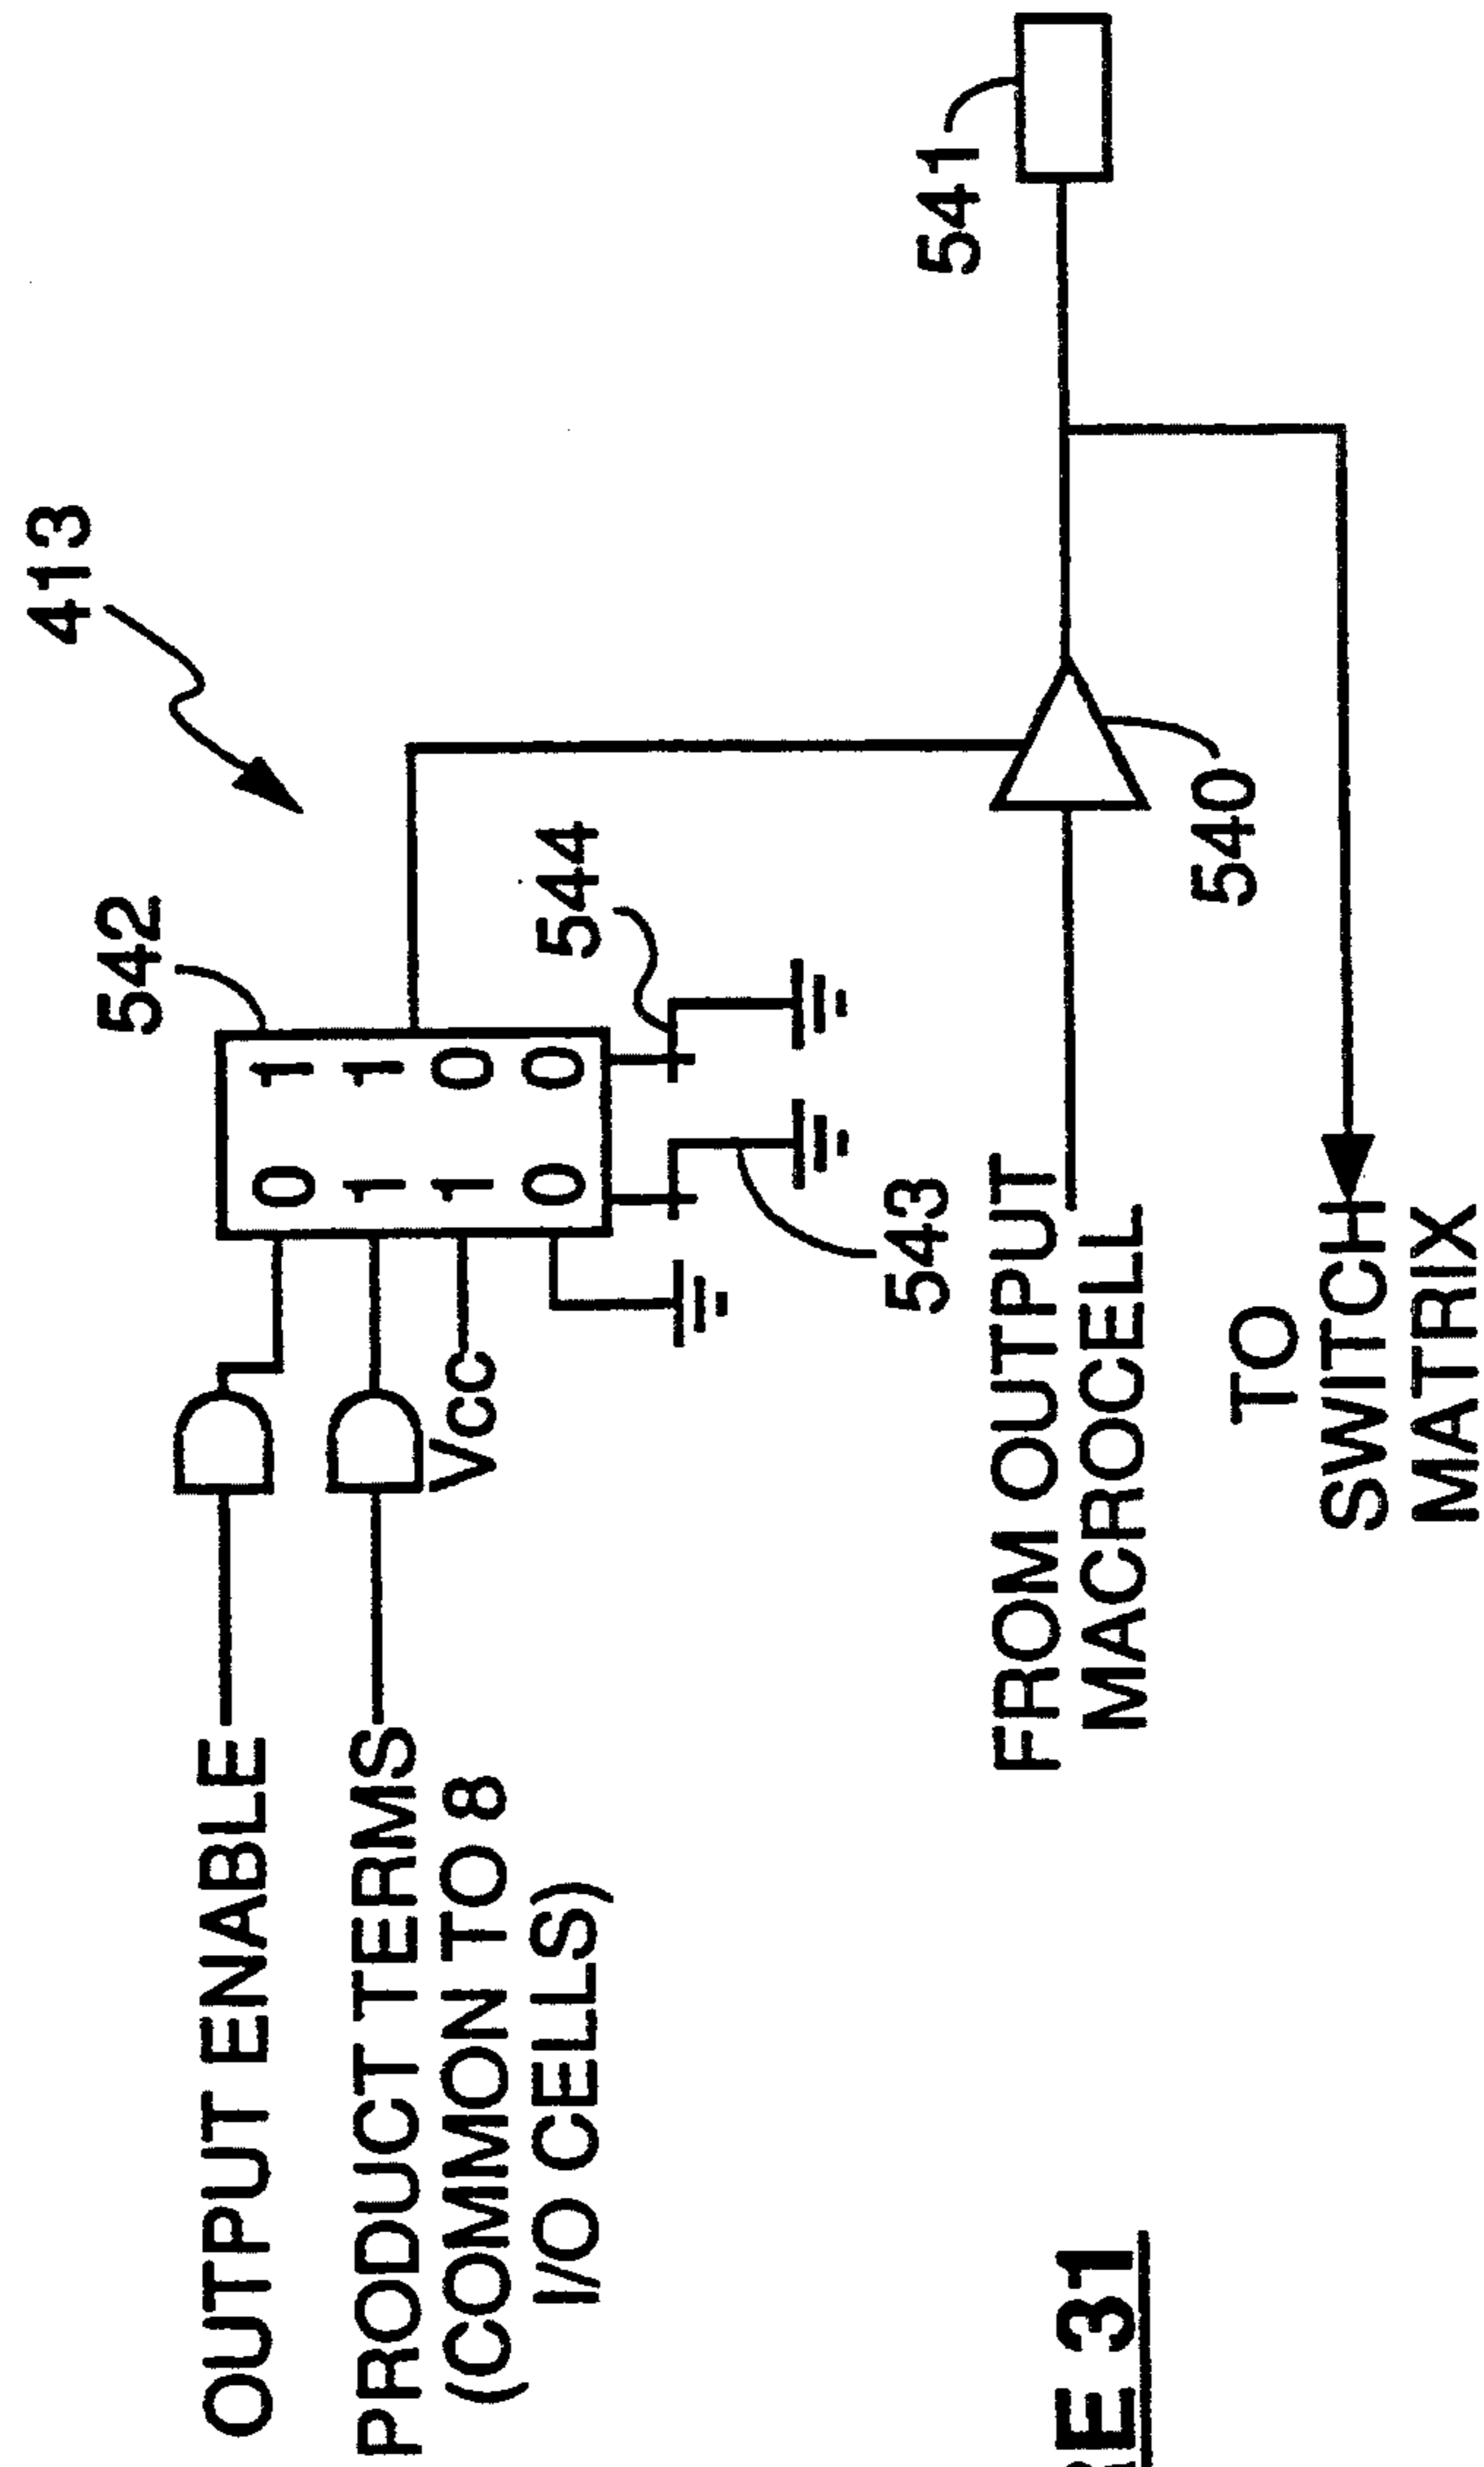 413
542
0 1
1 1
1 0
0 0
OUTPUT ENABLE
PRODUCT TERMS
(COMMON TO 8
I/O CELLS)
Vcc
544
543
541
FROM OUTPUT
MACROCELL
540
TO
SWITCH
MATRIX
31